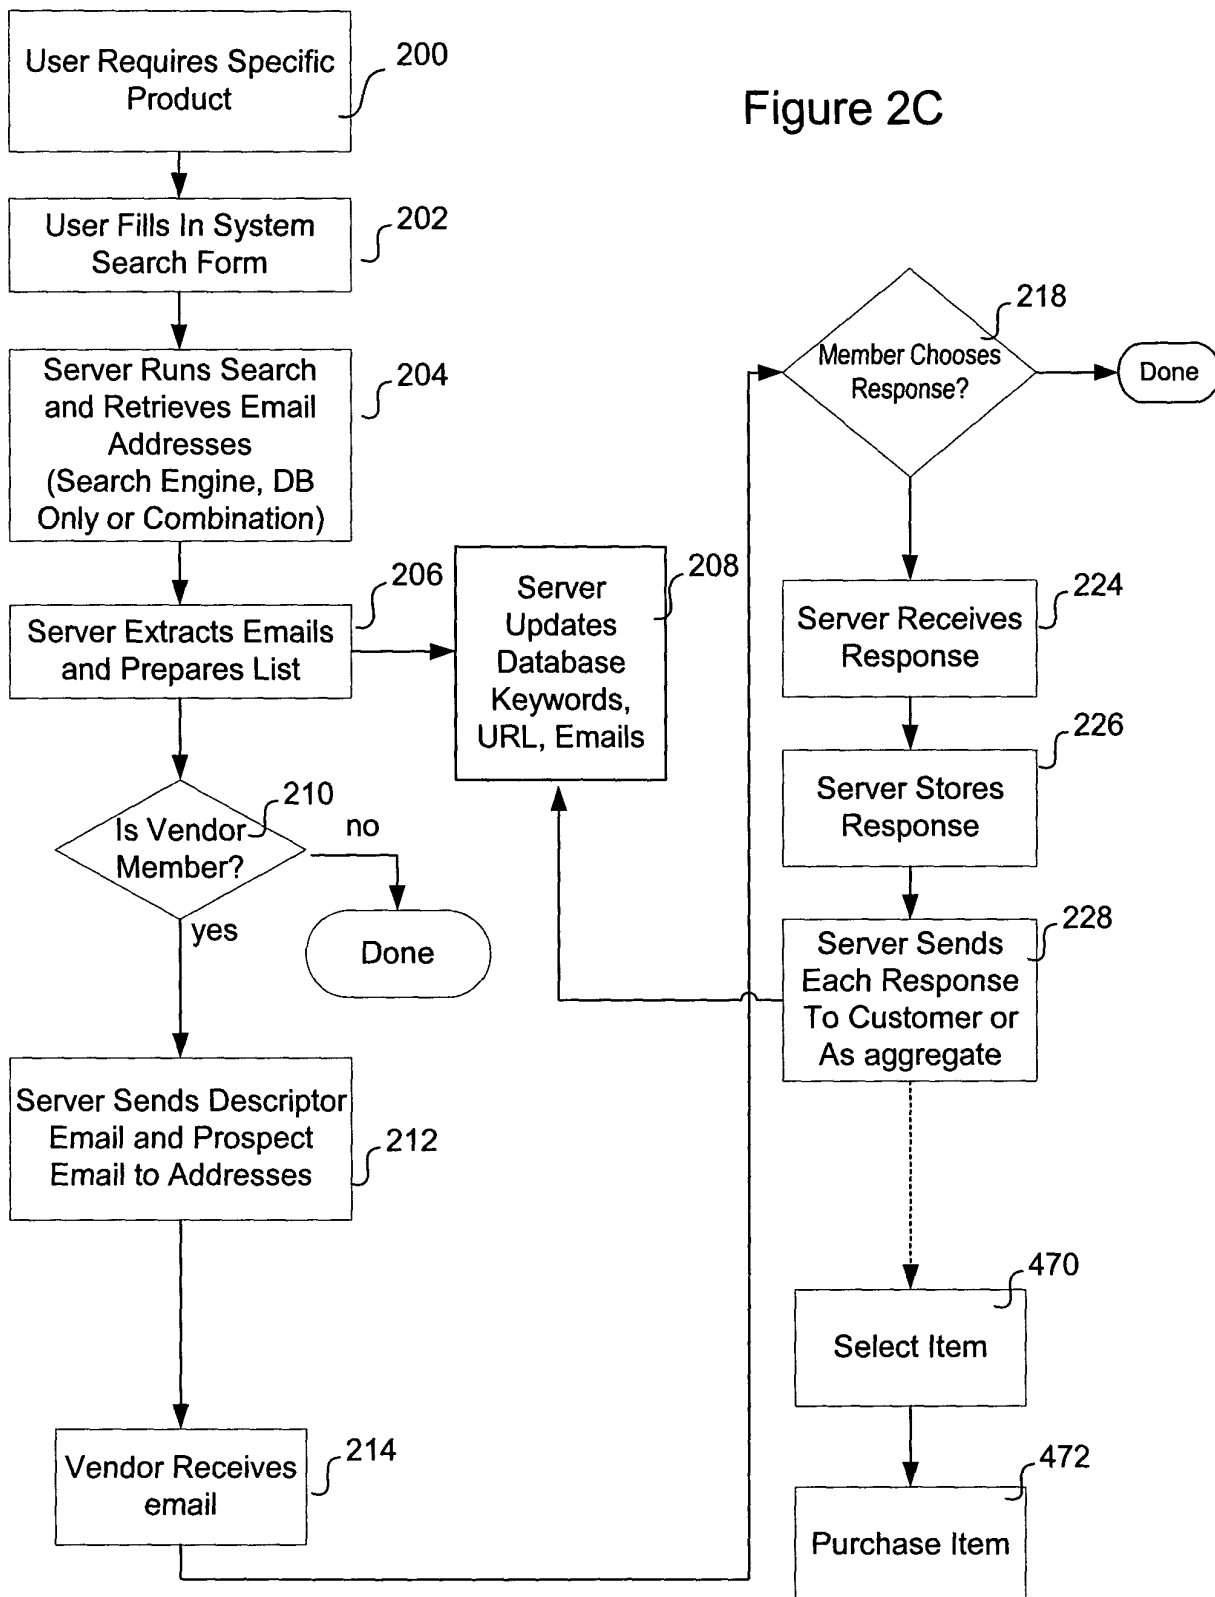 User Requires Specific
Product
200
Figure 2C
User Fills In System
Search Form
202
Server Runs Search
and Retrieves Email
Addresses
(Search Engine, DB
Only or Combination)
204
Server Extracts Emails
and Prepares List
206
Server
Updates
Database
Keywords,
URL, Emails
208
Is Vendor
Member?
210
no
yes
Done
Server Sends Descriptor
Email and Prospect
Email to Addresses
212
Vendor Receives
email
214
Member Chooses
Response?
218
Done
Server Receives
Response
224
Server Stores
Response
226
Server Sends
Each Response
To Customer or
As aggregate
228
Select Item
470
Purchase Item
472